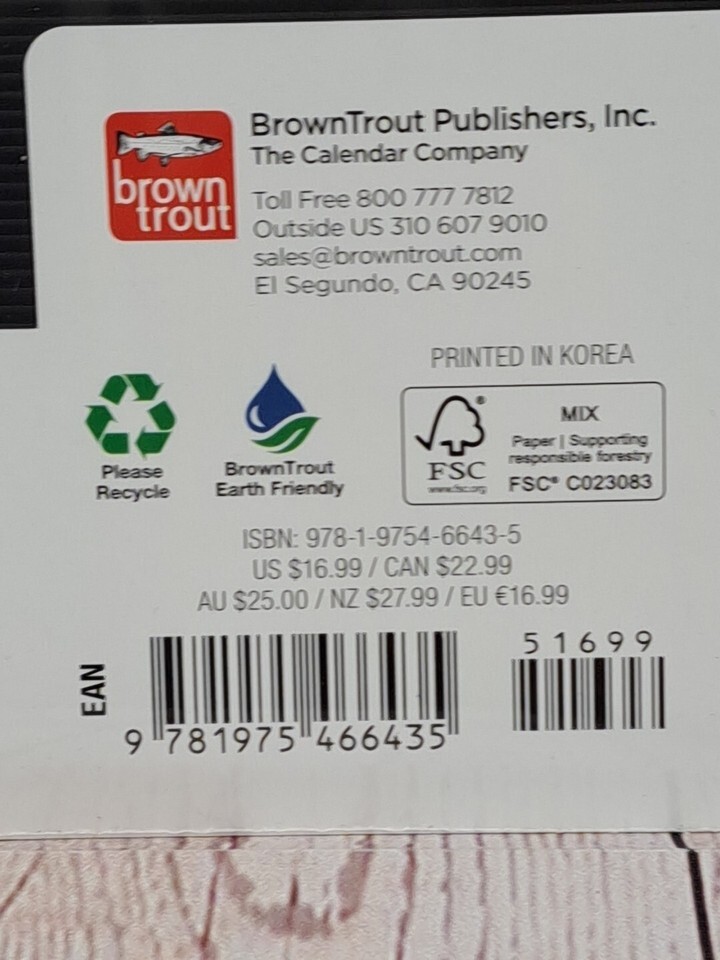 BrownTrout Publishers, Inc.
The Calendar Company
brown
trout
Toll Free 800 777 7812
Outside US 310 607 9010
sales@browntrout.com
El Segundo, CA 90245
PRINTED IN KOREA
Please
Recycle
BrownTrout
Earth Friendly
FSC
www.fsc.org
MIX
Paper | Supporting
responsible forestry
FSC® C023083
ISBN: 978-1-9754-6643-5
US $16.99 / CAN $22.99
AU $25.00 / NZ $27.99 / EU €16.99
EAN
9 781975 466435
51699